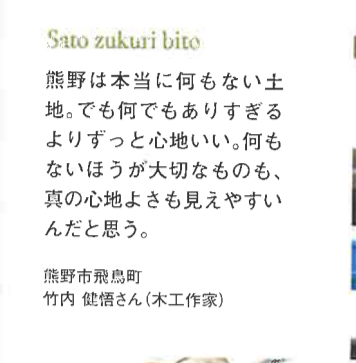 Sato zukuri bito
熊野は本当に何もない土
地。でも何でもありすぎる
よりずっと心地いい。何も
ないほうが大切なものも、
真の心地よさも見えやすい
んだと思う。
熊野市飛鳥町
竹内 健悟さん（木工作家）